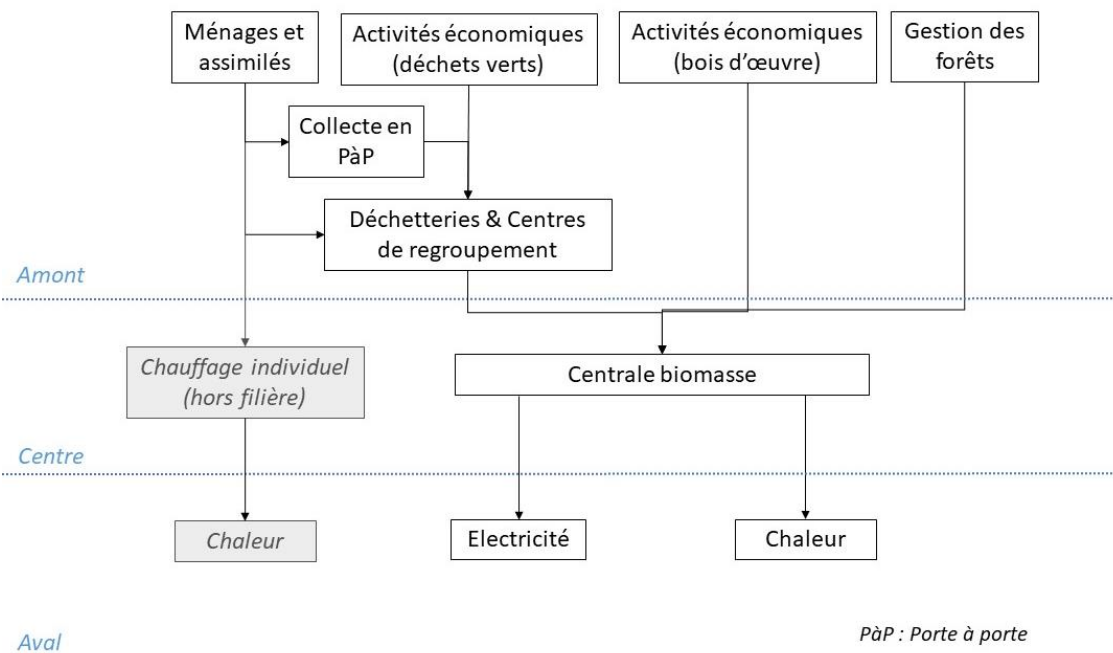 Ménages et
assimilés
Activités économiques
(déchets verts)
Activités économiques
(bois d’œuvre)
Gestion des
forêts
Collecte en
PàP
Déchetteries & Centres
de regroupement
Amont
Chauffage individuel
(hors filière)
Centrale biomasse
Centre
Chaleur
Electricité
Chaleur
Aval
PàP : Porte à porte